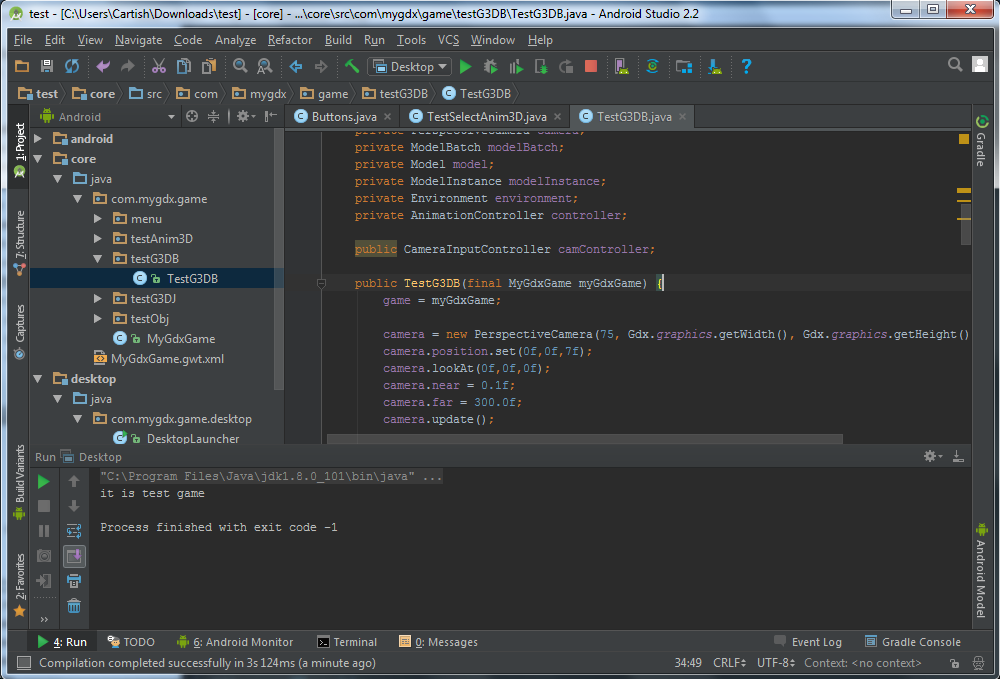 test - [C:\Users\Cartish\Downloads\test] - [core] - ...\core\src\com\mygdx\game\testG3DB\TestG3DB.java - Android Studio 2.2
File Edit View Navigate Code Analyze Refactor Build Run Tools VCS Window Help
Desktop
test core src com mygdx game testG3DB TestG3DB
Android
Buttons.java TestSelectAnim3D.java TestG3DB.java
1: Project
7: Structure
Captures
Build Variants
2: Favorites
android
core
java
com.mygdx.game
menu
testAnim3D
testG3DB
TestG3DB
testG3DJ
testObj
MyGdxGame
MyGdxGame.gwt.xml
desktop
java
com.mygdx.game.desktop
DesktopLauncher
private PerspectiveCamera camera;
private ModelBatch modelBatch;
private Model model;
private ModelInstance modelInstance;
private Environment environment;
private AnimationController controller;
public CameraInputController camController;
public TestG3DB(final MyGdxGame myGdxGame) {
game = myGdxGame;
camera = new PerspectiveCamera(75, Gdx.graphics.getWidth(), Gdx.graphics.getHeight()
camera.position.set(0f,0f,7f);
camera.lookAt(0f,0f,0f);
camera.near = 0.1f;
camera.far = 300.0f;
camera.update();
Gradle
Android Model
Run Desktop
"C:\Program Files\Java\jdk1.8.0_101\bin\java" ...
it is test game
Process finished with exit code -1
4: Run TODO 6: Android Monitor Terminal 0: Messages Event Log Gradle Console
Compilation completed successfully in 3s 124ms (a minute ago) 34:49 CRLF UTF-8 Context: <no context>